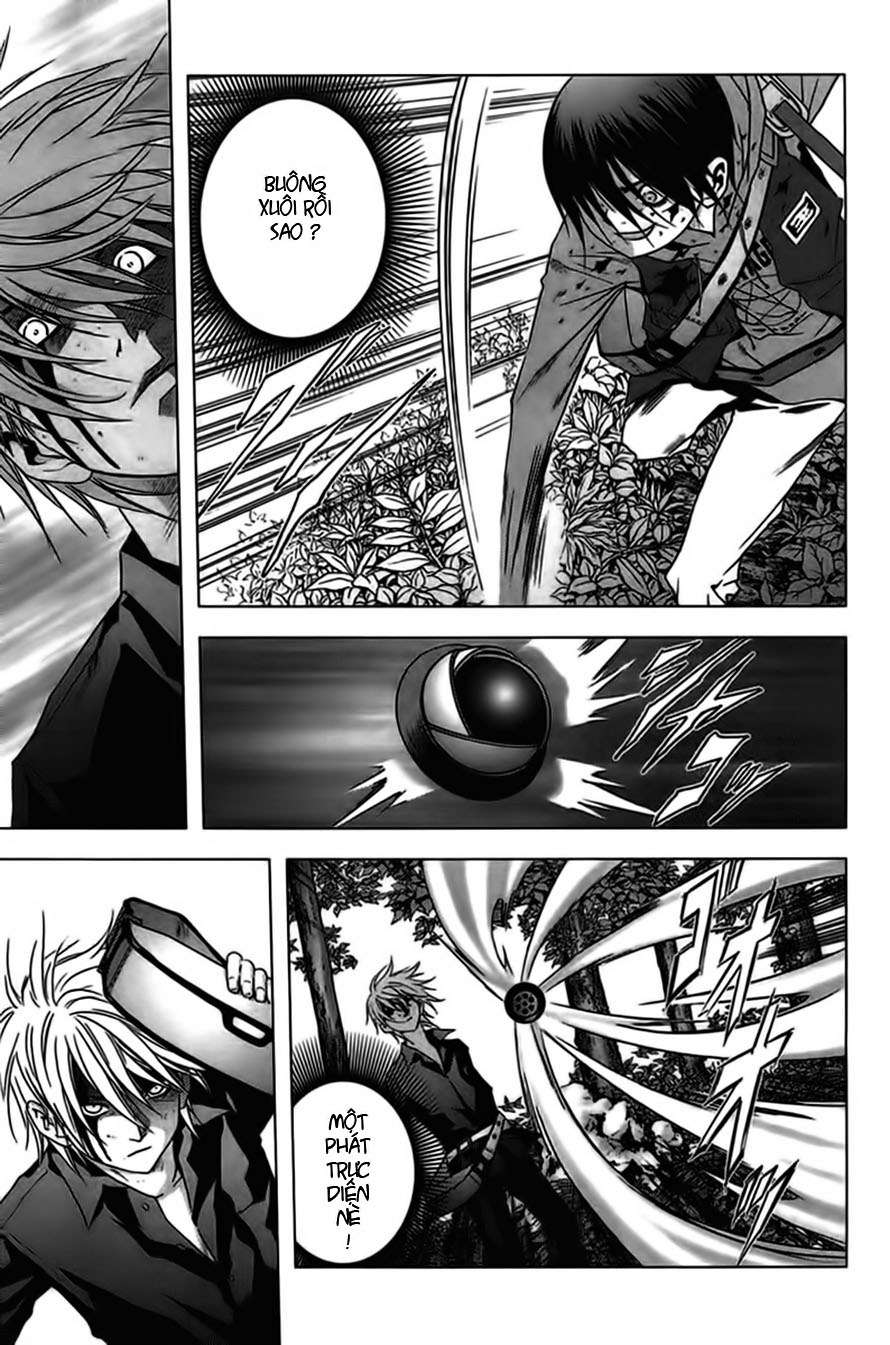 BUÔNG
XUÔI RỒI
SAO ?
MỘT
PHÁT
TRỰC
DIỆN
NÈ
!